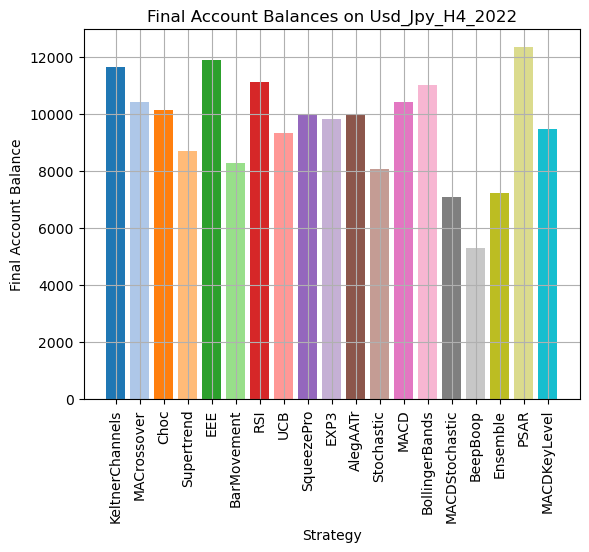 Final Account Balances on Usd_Jpy_H4_2022
Final Account Balance
12000
10000
8000
6000
4000
2000
0
KeltnerChannels
MACrossover
Choc
Supertrend
EEE
BarMovement
RSI
UCB
SqueezePro
EXP3
AlegAATr
Stochastic
MACD
BollingerBands
MACDStochastic
BeepBoop
Ensemble
PSAR
MACDKeyLevel
Strategy